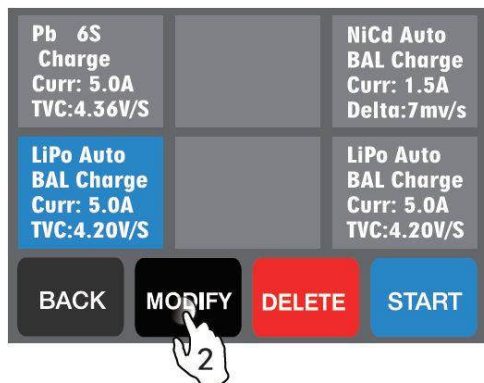 Pb 6S
Charge
Curr: 5.0A
TVC:4.36V/S
NiCd Auto
BAL Charge
Curr: 1.5A
Delta:7mv/s
LiPo Auto
BAL Charge
Curr: 5.0A
TVC:4.20V/S
LiPo Auto
BAL Charge
Curr: 5.0A
TVC:4.20V/S
BACK
MODIFY
DELETE
START
2